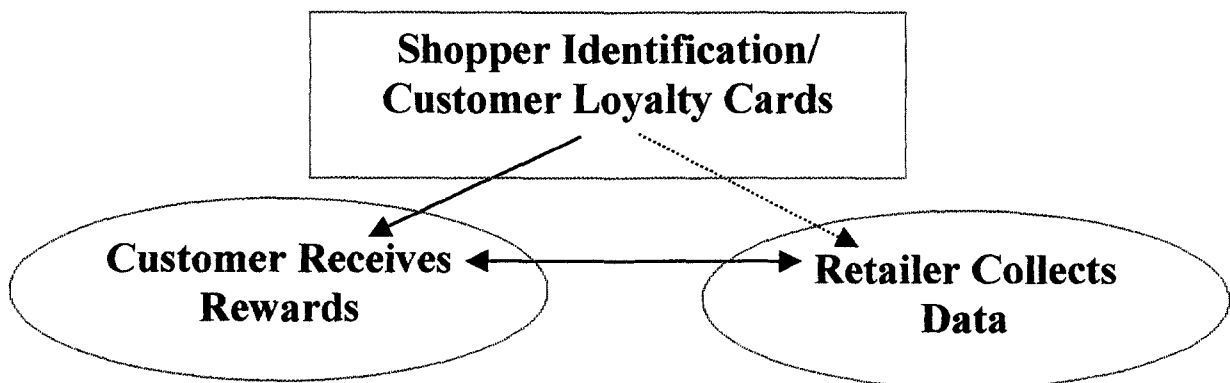 Shopper Identification/
Customer Loyalty Cards
Customer Receives
Rewards
Retailer Collects
Data